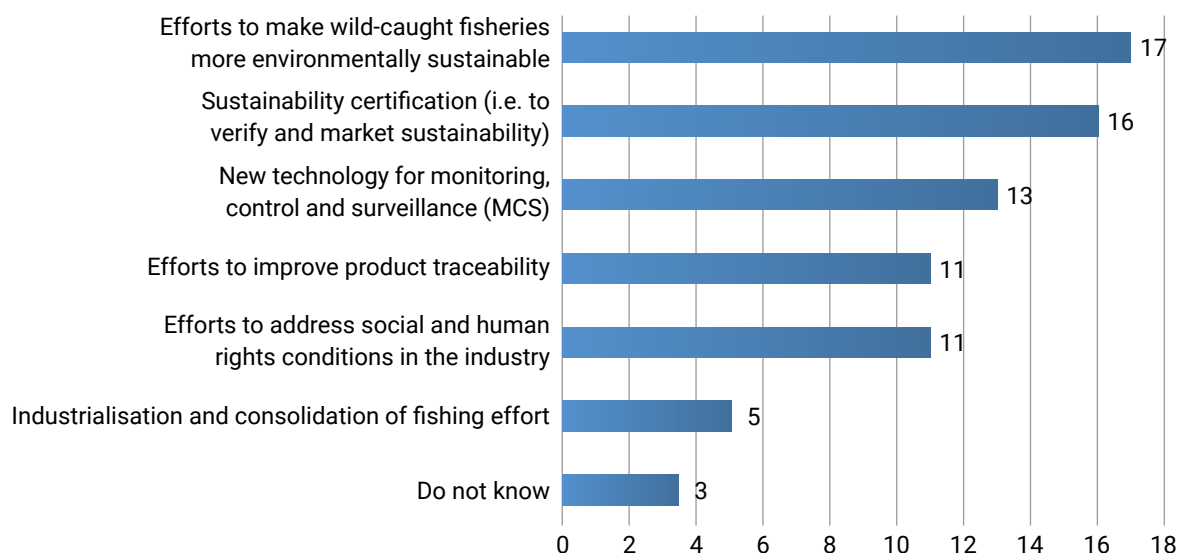 Efforts to make wild-caught fisheries
more environmentally sustainable
17
Sustainability certification (i.e. to
verify and market sustainability)
16
New technology for monitoring,
control and surveillance (MCS)
13
Efforts to improve product traceability
11
Efforts to address social and human
rights conditions in the industry
11
Industrialisation and consolidation of fishing effort
5
Do not know
3
0 2 4 6 8 10 12 14 16 18